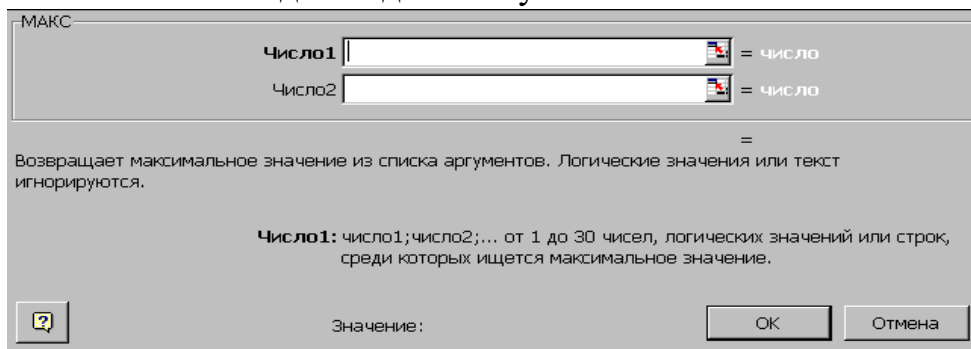 МАКС
Число1 = число
Число2 = число
=
Возвращает максимальное значение из списка аргументов. Логические значения или текст
игнорируются.
Число1: число1;число2;... от 1 до 30 чисел, логических значений или строк,
среди которых ищется максимальное значение.
Значение: OK Отмена